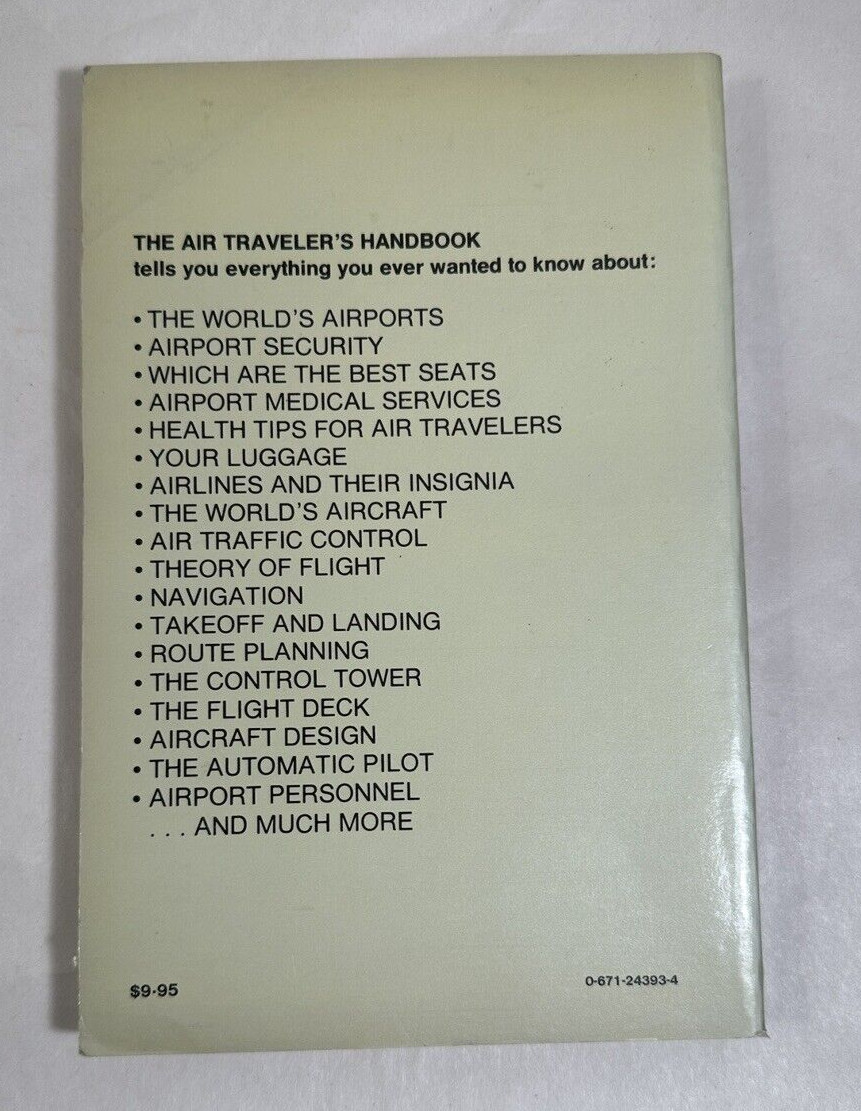 THE AIR TRAVELER'S HANDBOOK
tells you everything you ever wanted to know about:
• THE WORLD'S AIRPORTS
• AIRPORT SECURITY
• WHICH ARE THE BEST SEATS
• AIRPORT MEDICAL SERVICES
• HEALTH TIPS FOR AIR TRAVELERS
• YOUR LUGGAGE
• AIRLINES AND THEIR INSIGNIA
• THE WORLD'S AIRCRAFT
• AIR TRAFFIC CONTROL
• THEORY OF FLIGHT
• NAVIGATION
• TAKEOFF AND LANDING
• ROUTE PLANNING
• THE CONTROL TOWER
• THE FLIGHT DECK
• AIRCRAFT DESIGN
• THE AUTOMATIC PILOT
• AIRPORT PERSONNEL
. . . AND MUCH MORE
$9·95
0-671-24393-4